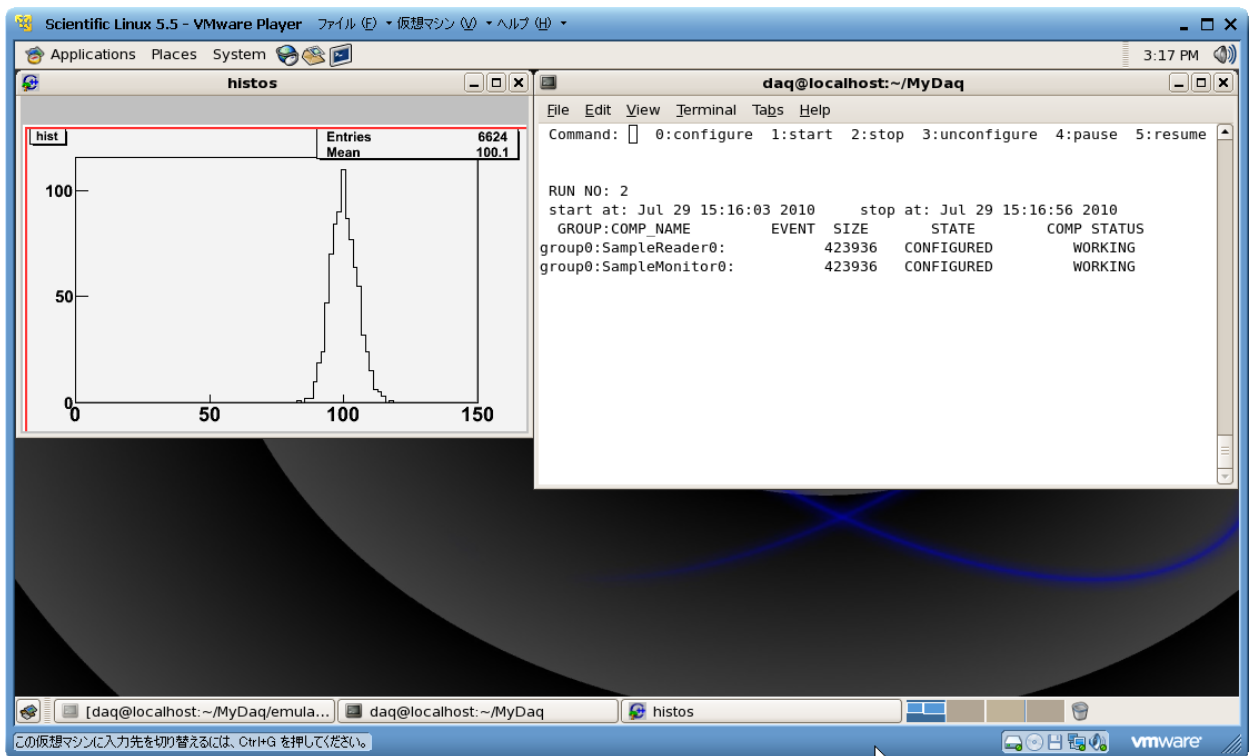 Scientific Linux 5.5 - VMware Player ファイル (F) 仮想マシン (V) ヘルプ (H)
Applications Places System 3:17 PM
histos
hist
Entries 6624
Mean 100.1
100
50
0
0 50 100 150
daq@localhost:~/MyDaq
File Edit View Terminal Tabs Help
Command: 0:configure 1:start 2:stop 3:unconfigure 4:pause 5:resume
RUN NO: 2
start at: Jul 29 15:16:03 2010 stop at: Jul 29 15:16:56 2010
GROUP:COMP_NAME EVENT SIZE STATE COMP STATUS
group0:SampleReader0: 423936 CONFIGURED WORKING
group0:SampleMonitor0: 423936 CONFIGURED WORKING
[daq@localhost:~/MyDaq/emula... daq@localhost:~/MyDaq histos
この仮想マシンに入力先を切り替えるには、Ctrl+G を押してください。 vmware